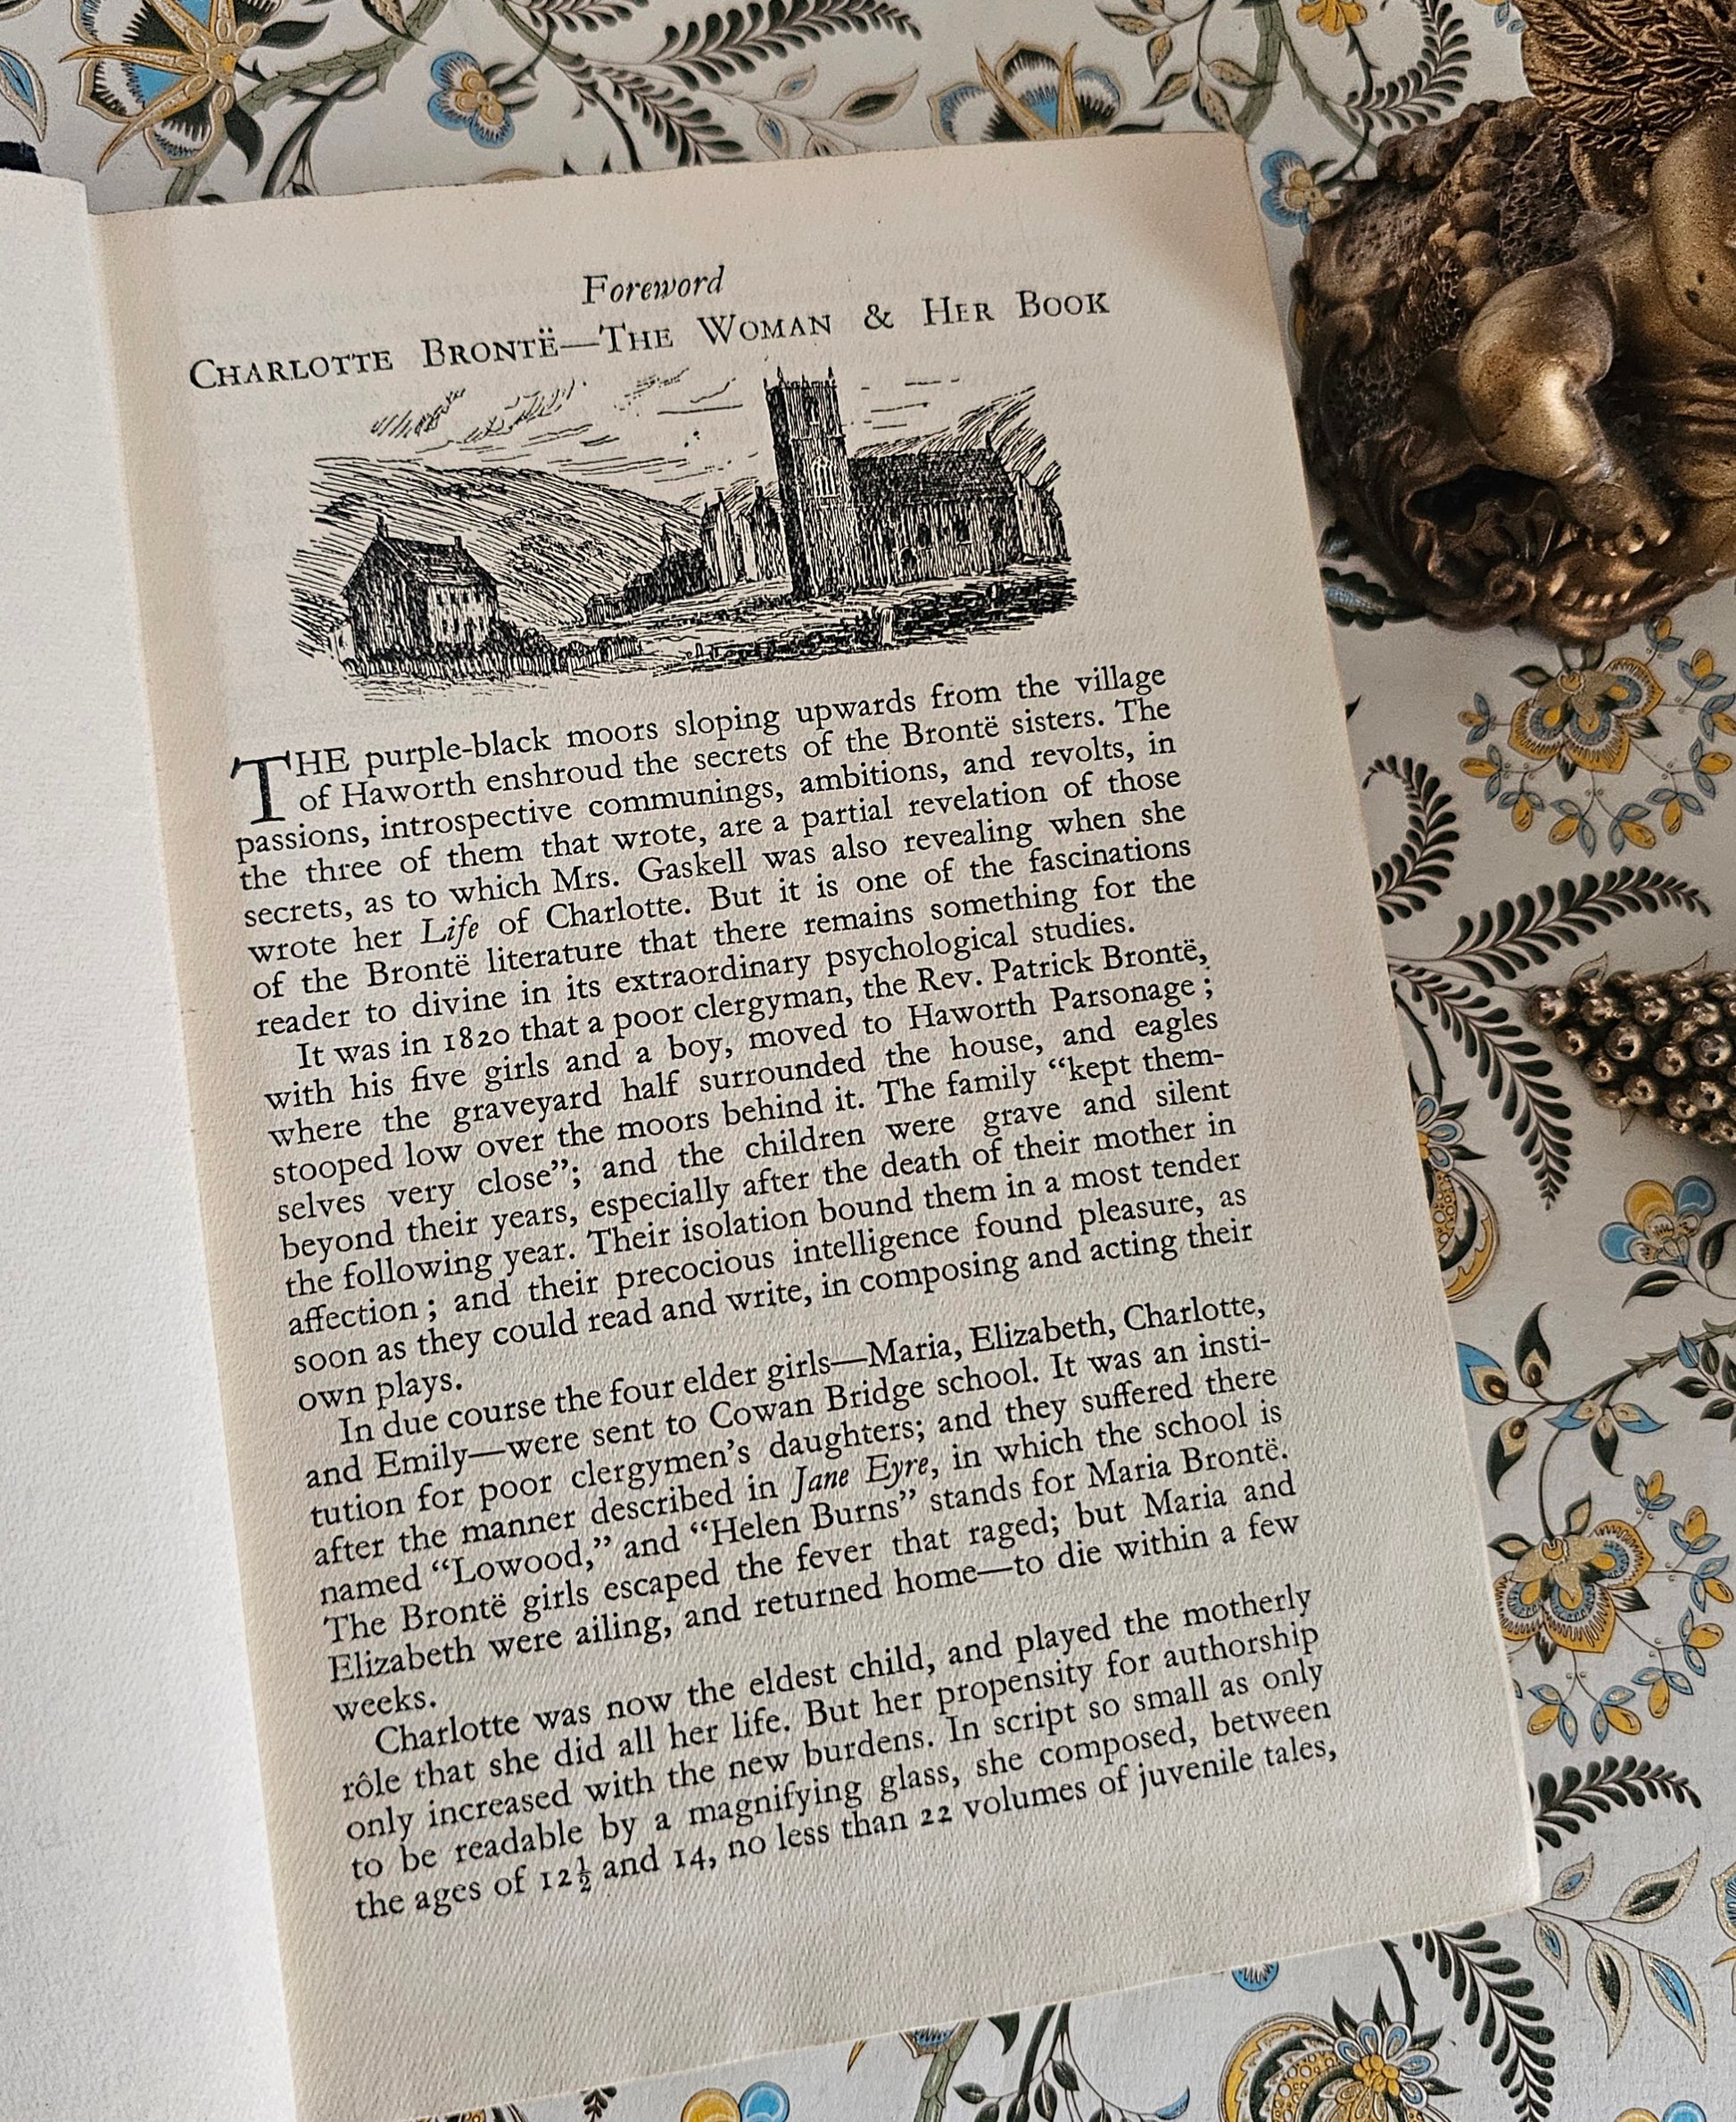 Foreword
CHARLOTTE BRONTË—THE WOMAN & HER BOOK
THE purple-black moors sloping upwards from the village
of Haworth enshroud the secrets of the Brontë sisters. The
passions, introspective communings, ambitions, and revolts, in
the three of them that wrote, are a partial revelation of those
secrets, as to which Mrs. Gaskell was also revealing when she
wrote her Life of Charlotte. But it is one of the fascinations
of the Brontë literature that there remains something for the
reader to divine in its extraordinary psychological studies.
It was in 1820 that a poor clergyman, the Rev. Patrick Brontë,
with his five girls and a boy, moved to Haworth Parsonage;
where the graveyard half surrounded the house, and eagles
stooped low over the moors behind it. The family “kept them-
selves very close”; and the children were grave and silent
beyond their years, especially after the death of their mother in
the following year. Their isolation bound them in a most tender
affection; and their precocious intelligence found pleasure, as
soon as they could read and write, in composing and acting their
own plays.
In due course the four elder girls—Maria, Elizabeth, Charlotte,
and Emily—were sent to Cowan Bridge school. It was an insti-
tution for poor clergymen’s daughters; and they suffered there
after the manner described in Jane Eyre, in which the school is
named “Lowood,” and “Helen Burns” stands for Maria Brontë.
The Brontë girls escaped the fever that raged; but Maria and
Elizabeth were ailing, and returned home—to die within a few
weeks.
Charlotte was now the eldest child, and played the motherly
rôle that she did all her life. But her propensity for authorship
only increased with the new burdens. In script so small as only
to be readable by a magnifying glass, she composed, between
the ages of 12½ and 14, no less than 22 volumes of juvenile tales,